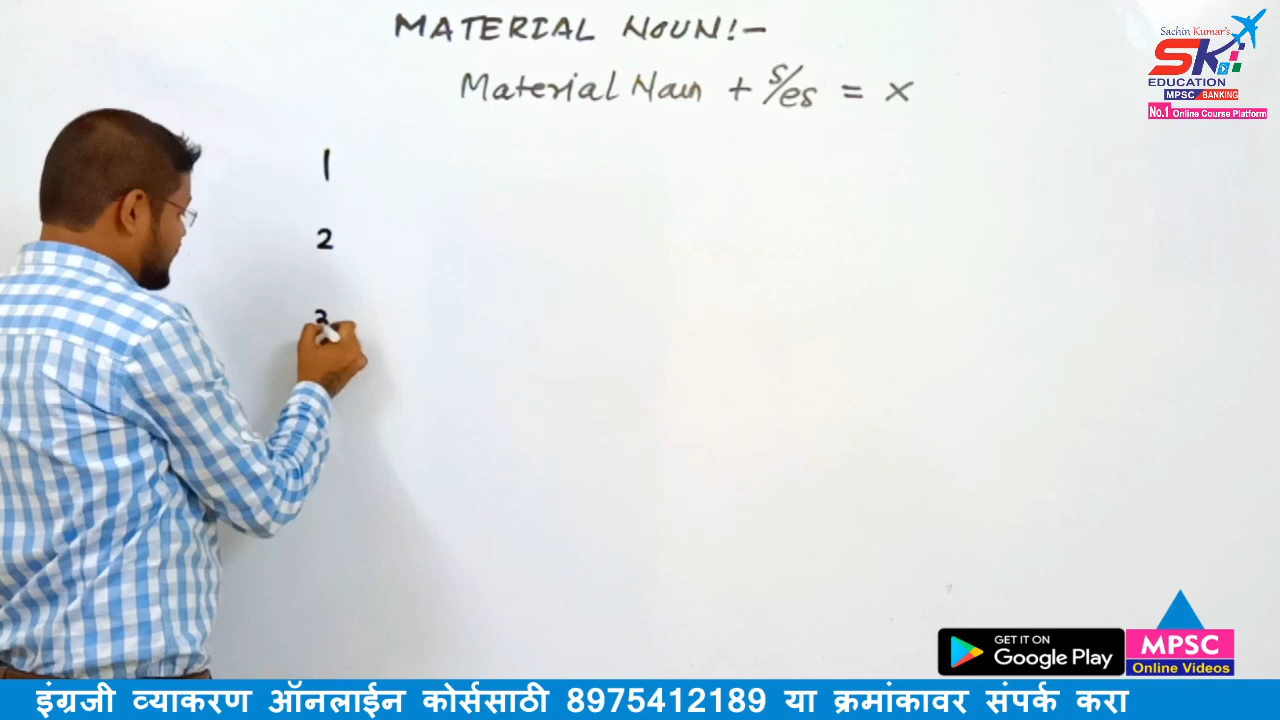 MATERIAL NOUN!-
Material Noun + s/es = ×
1
2
3
Sachin Kumar's
SK
EDUCATION
MPSC BANKING
No.1 Online Course Platform
GET IT ON
Google Play
MPSC
Online Videos
इंग्रजी व्याकरण ऑनलाईन कोर्ससाठी 8975412189 या क्रमांकावर संपर्क करा